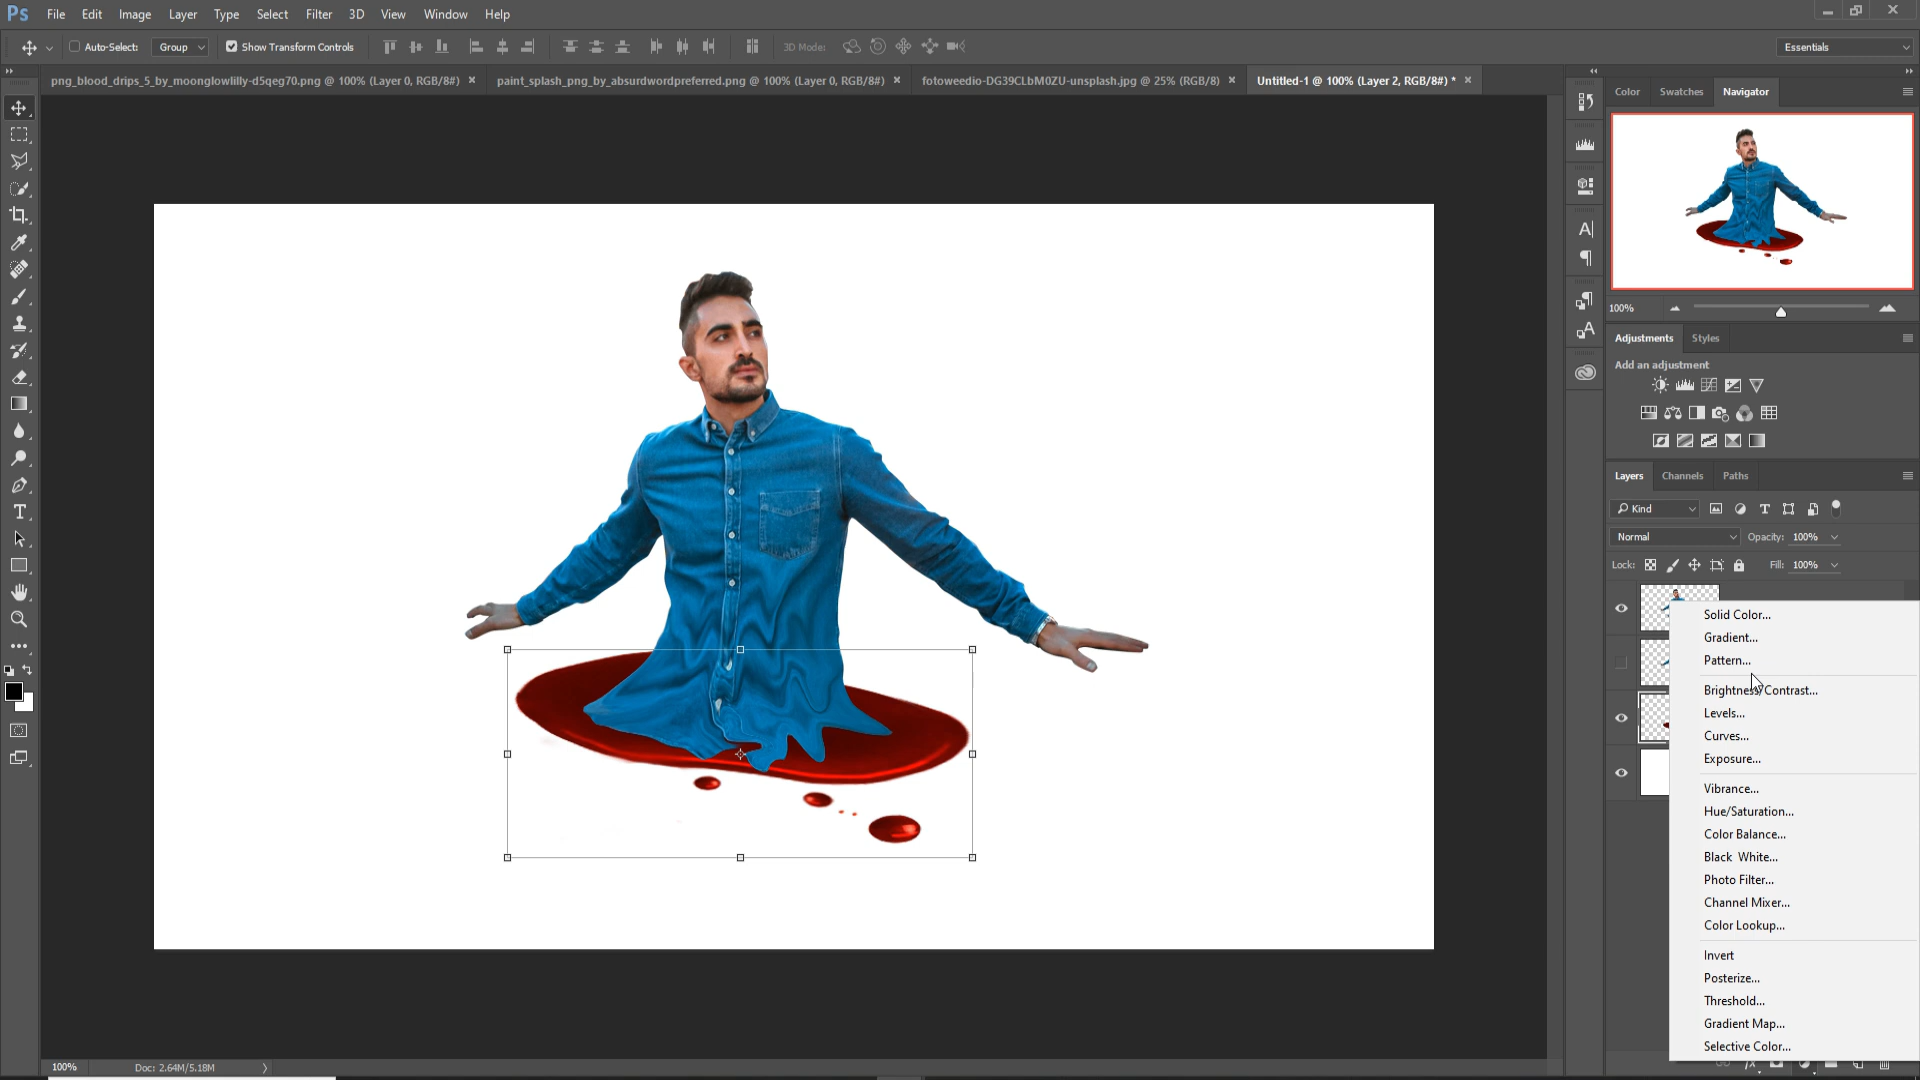 Ps File Edit Image Layer Type Select Filter 3D View Window Help
Auto-Select: Group Show Transform Controls 3D Mode: Essentials
png_blood_drips_5_by_moonglowlilly-d5qeg70.png @ 100% (Layer 0, RGB/8#) × paint_splash_png_by_absurdwordpreferred.png @ 100% (Layer 0, RGB/8#) × fotoweedio-DG39CLbM0ZU-unsplash.jpg @ 25% (RGB/8) × Untitled-1 @ 100% (Layer 2, RGB/8#) * ×
Color Swatches Navigator
100%
Adjustments Styles
Add an adjustment
Layers Channels Paths
Kind
Normal Opacity: 100%
Lock: Fill: 100%
Solid Color...
Gradient...
Pattern...
Brightness/Contrast...
Levels...
Curves...
Exposure...
Vibrance...
Hue/Saturation...
Color Balance...
Black White...
Photo Filter...
Channel Mixer...
Color Lookup...
Invert
Posterize...
Threshold...
Gradient Map...
Selective Color...
100% Doc: 2.64M/5.18M